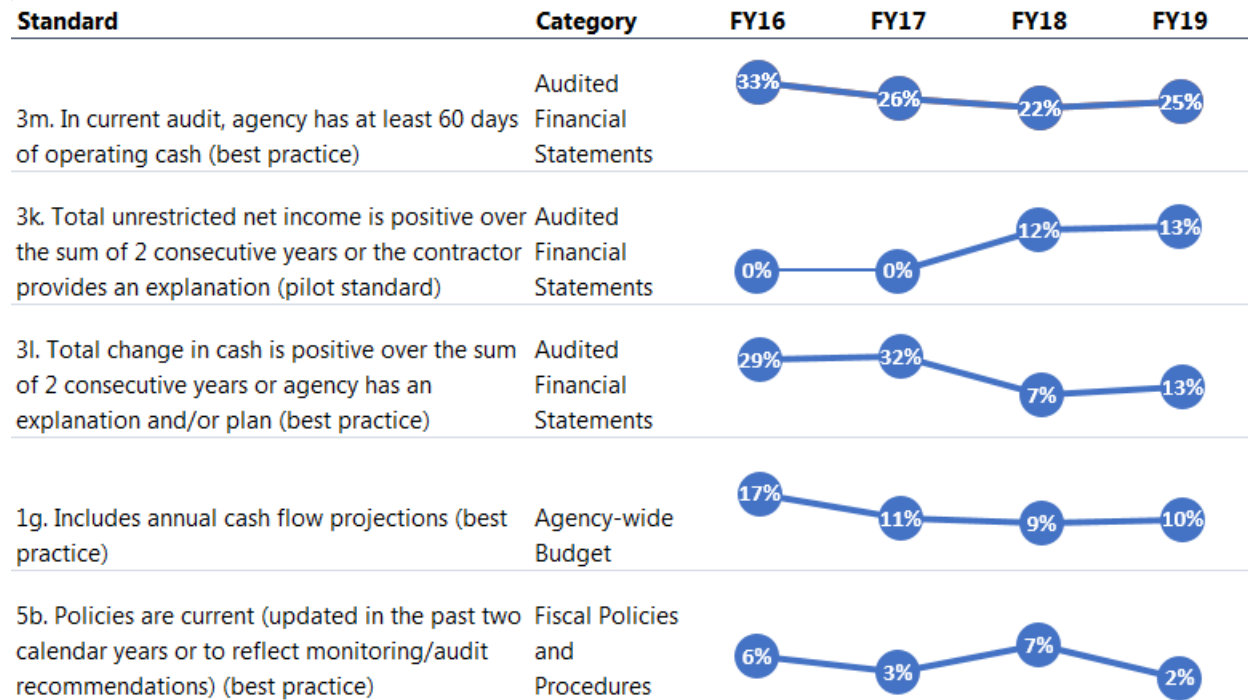 Standard Category FY16 FY17 FY18 FY19
3m. In current audit, agency has at least 60 days
of operating cash (best practice)
Audited
Financial
Statements
33% 26% 22% 25%
3k. Total unrestricted net income is positive over
the sum of 2 consecutive years or the contractor
provides an explanation (pilot standard)
Audited
Financial
Statements
0% 0% 12% 13%
3l. Total change in cash is positive over the sum
of 2 consecutive years or agency has an
explanation and/or plan (best practice)
Audited
Financial
Statements
29% 32% 7% 13%
1g. Includes annual cash flow projections (best
practice)
Agency-wide
Budget
17% 11% 9% 10%
5b. Policies are current (updated in the past two
calendar years or to reflect monitoring/audit
recommendations) (best practice)
Fiscal Policies
and
Procedures
6% 3% 7% 2%